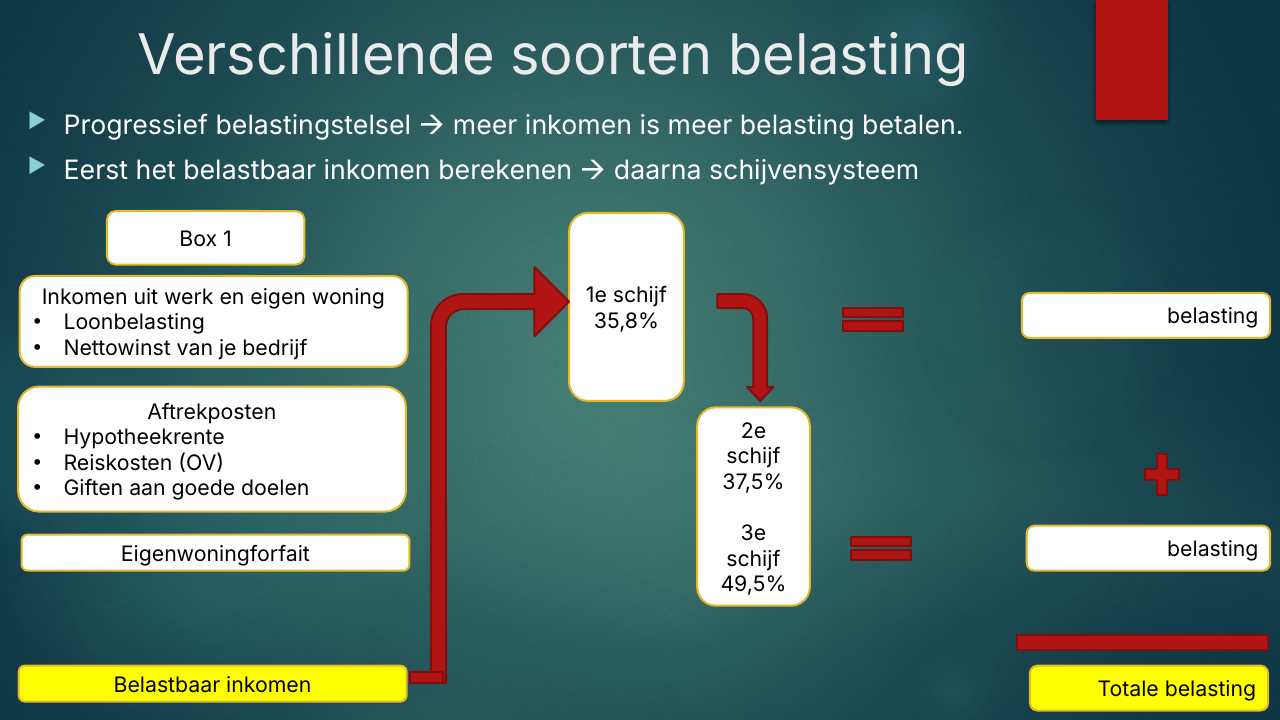 Verschillende soorten belasting
Progressief belastingstelsel → meer inkomen is meer belasting betalen.
Eerst het belastbaar inkomen berekenen → daarna schijvensysteem
Box 1
Inkomen uit werk en eigen woning
• Loonbelasting
• Nettowinst van je bedrijf
Aftrekposten
• Hypotheekrente
• Reiskosten (OV)
• Giften aan goede doelen
Eigenwoningforfait
Belastbaar inkomen
1e schijf
35,8%
2e
schijf
37,5%
3e
schijf
49,5%
belasting
belasting
Totale belasting